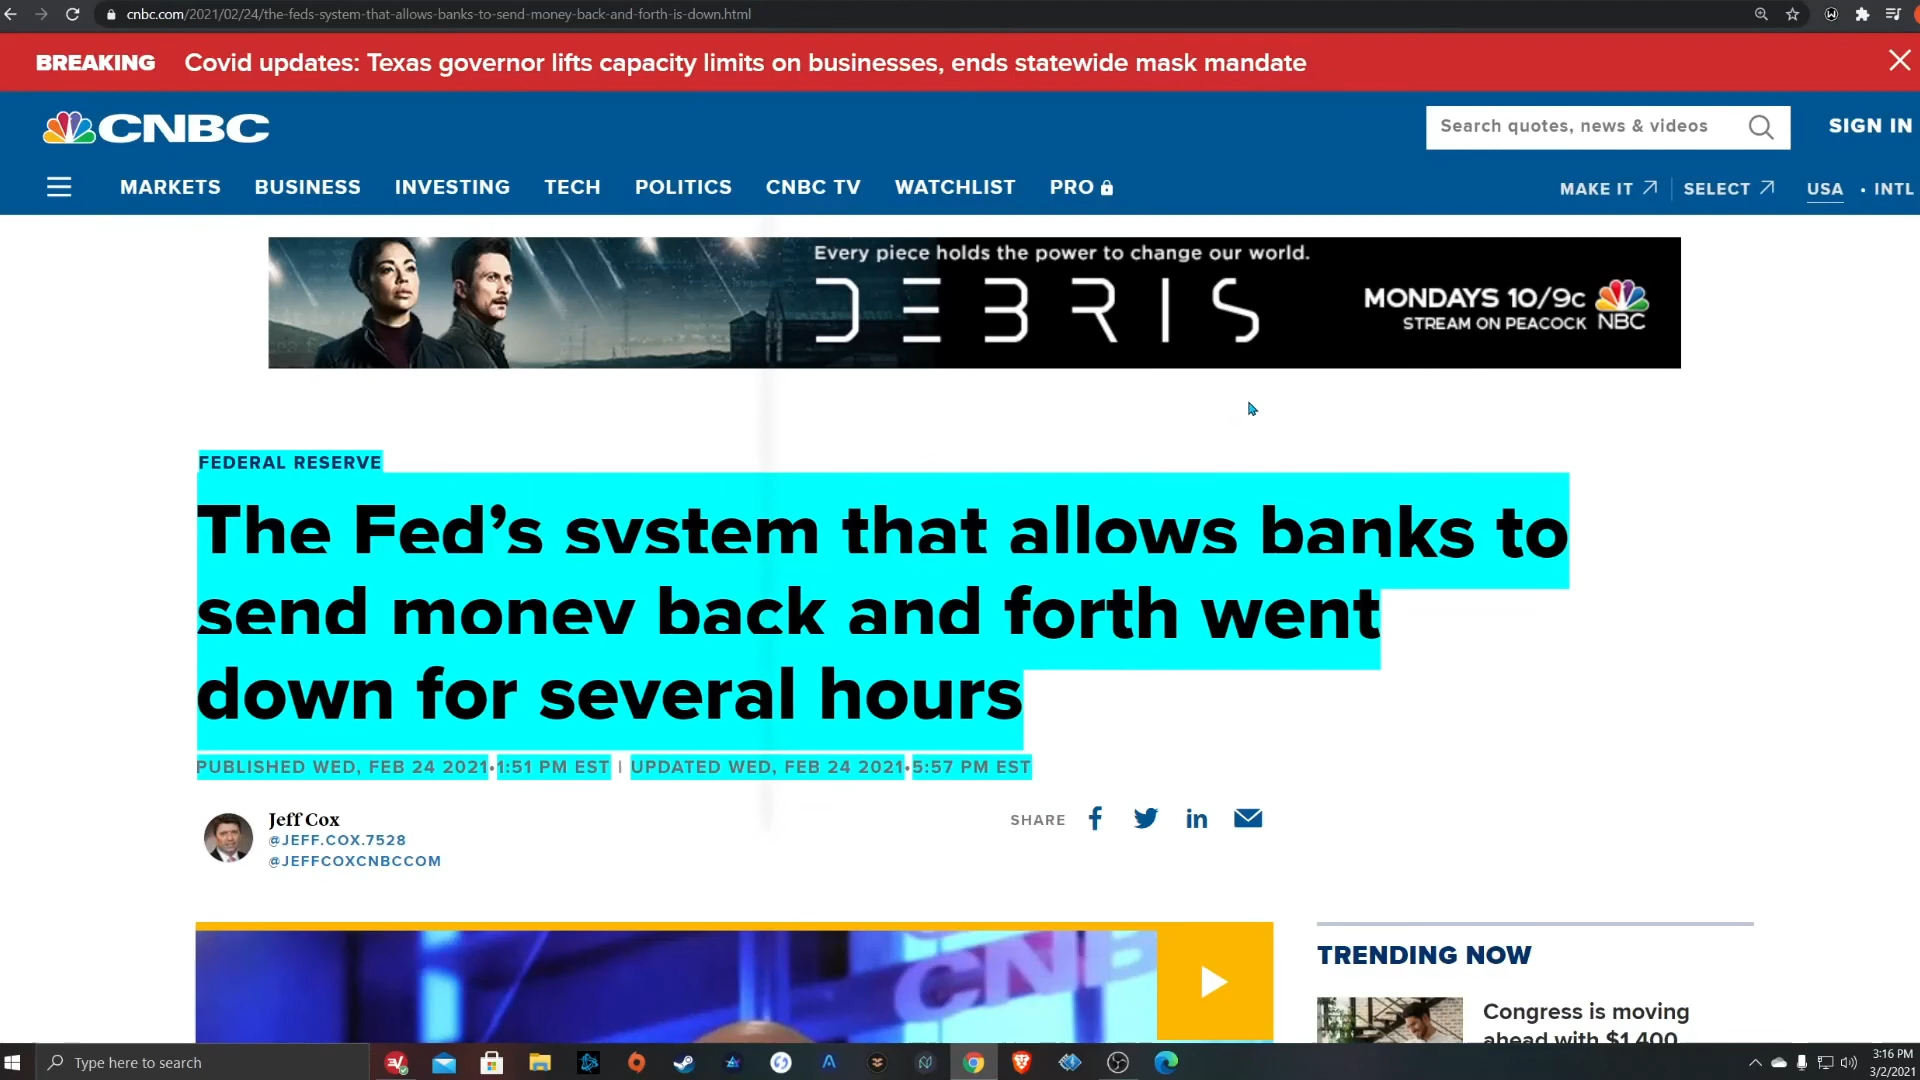 cnbc.com/2021/02/24/the-feds-system-that-allows-banks-to-send-money-back-and-forth-is-down.html
BREAKING Covid updates: Texas governor lifts capacity limits on businesses, ends statewide mask mandate
CNBC
Search quotes, news & videos
SIGN IN
MARKETS BUSINESS INVESTING TECH POLITICS CNBC TV WATCHLIST PRO
MAKE IT SELECT USA • INTL
Every piece holds the power to change our world.
DEBRIS
MONDAYS 10/9c
STREAM ON PEACOCK NBC
FEDERAL RESERVE
The Fed’s system that allows banks to
send money back and forth went
down for several hours
PUBLISHED WED, FEB 24 2021•1:51 PM EST | UPDATED WED, FEB 24 2021•5:57 PM EST
Jeff Cox
@JEFF.COX.7528
@JEFFCOXCNBCCOM
SHARE
CNB
TRENDING NOW
Congress is moving
ahead with $1,400
Type here to search
3:16 PM
3/2/2021